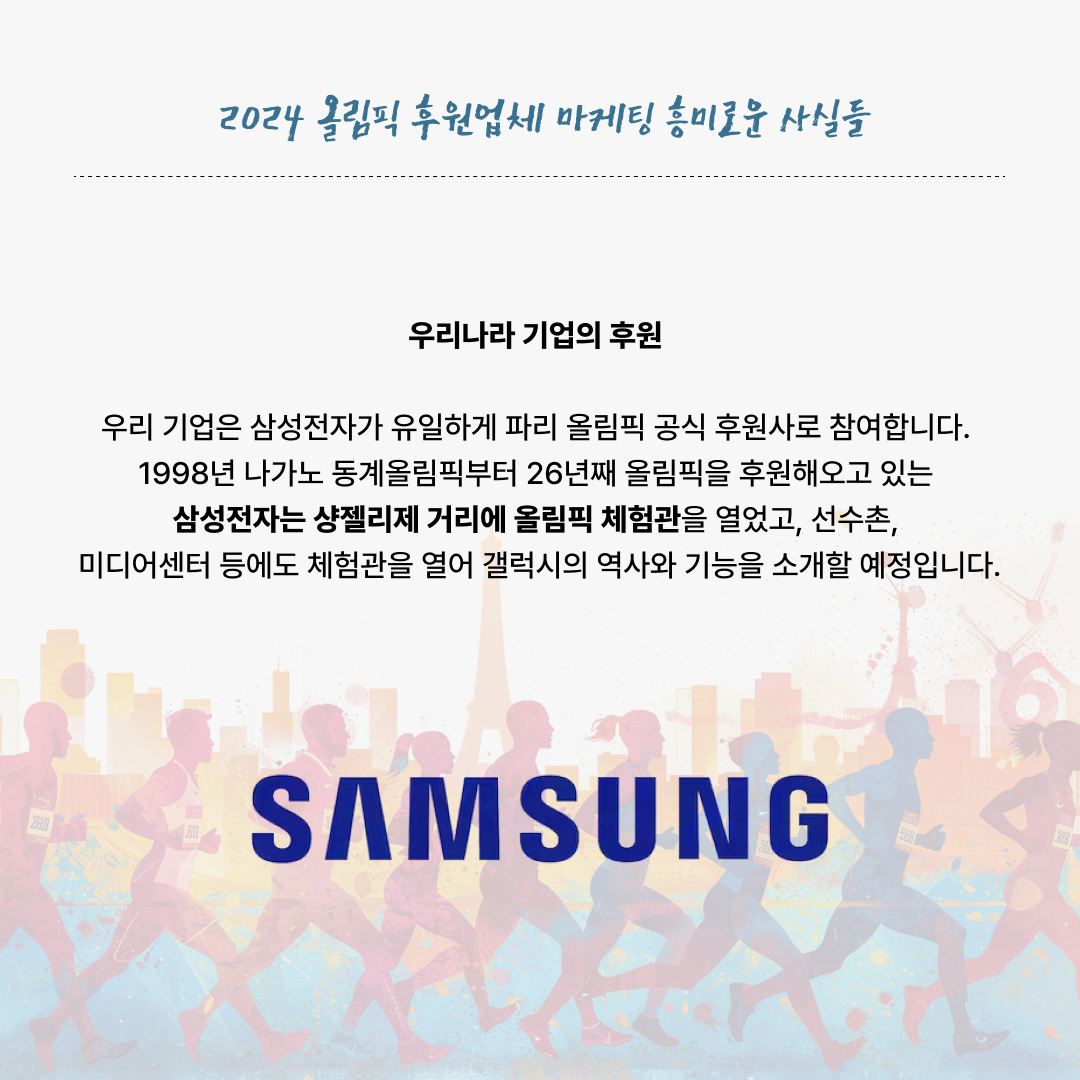 2024 올림픽 후원업체 마케팅 흥미로운 사실들
우리나라 기업의 후원
우리 기업은 삼성전자가 유일하게 파리 올림픽 공식 후원사로 참여합니다.
1998년 나가노 동계올림픽부터 26년째 올림픽을 후원해오고 있는
삼성전자는 샹젤리제 거리에 올림픽 체험관을 열었고, 선수촌,
미디어센터 등에도 체험관을 열어 갤럭시의 역사와 기능을 소개할 예정입니다.
SAMSUNG